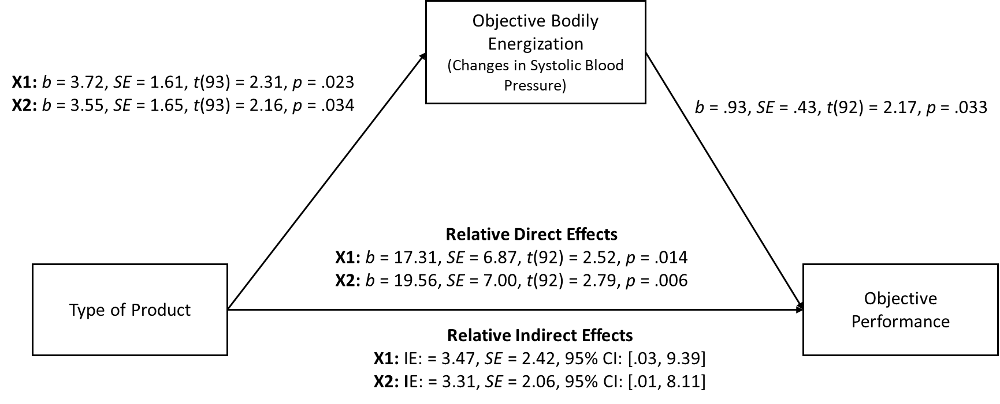 Objective Bodily
Energization
(Changes in Systolic Blood
Pressure)
X1: b = 3.72, SE = 1.61, t(93) = 2.31, p = .023
X2: b = 3.55, SE = 1.65, t(93) = 2.16, p = .034
b = .93, SE = .43, t(92) = 2.17, p = .033
Relative Direct Effects
X1: b = 17.31, SE = 6.87, t(92) = 2.52, p = .014
X2: b = 19.56, SE = 7.00, t(92) = 2.79, p = .006
Type of Product
Objective
Performance
Relative Indirect Effects
X1: IE: = 3.47, SE = 2.42, 95% CI: [.03, 9.39]
X2: IE: = 3.31, SE = 2.06, 95% CI: [.01, 8.11]